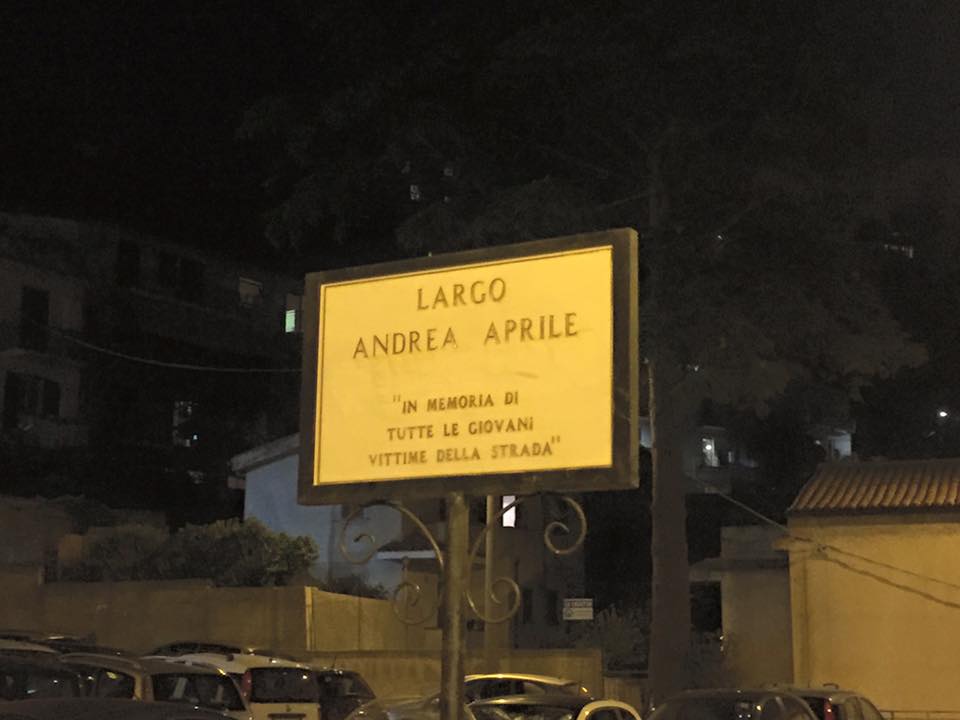 LARGO
ANDREA APRILE
"IN MEMORIA DI
TUTTE LE GIOVANI
VITTIME DELLA STRADA"